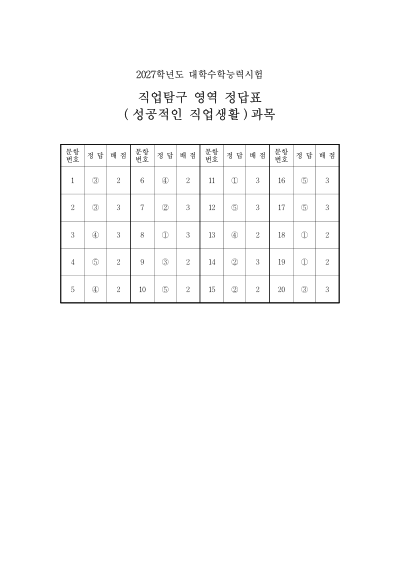 2027학년도 대학수학능력시험
직업탐구 영역 정답표
( 성공적인 직업생활 ) 과목
문항 번호 정 답 배 점 문항 번호 정 답 배 점 문항 번호 정 답 배 점 문항 번호 정 답 배 점
1 ③ 2 6 ④ 2 11 ① 3 16 ⑤ 3
2 ③ 3 7 ② 3 12 ⑤ 3 17 ⑤ 3
3 ④ 3 8 ① 3 13 ④ 2 18 ① 2
4 ⑤ 2 9 ③ 2 14 ② 3 19 ① 2
5 ④ 2 10 ⑤ 2 15 ② 2 20 ③ 3